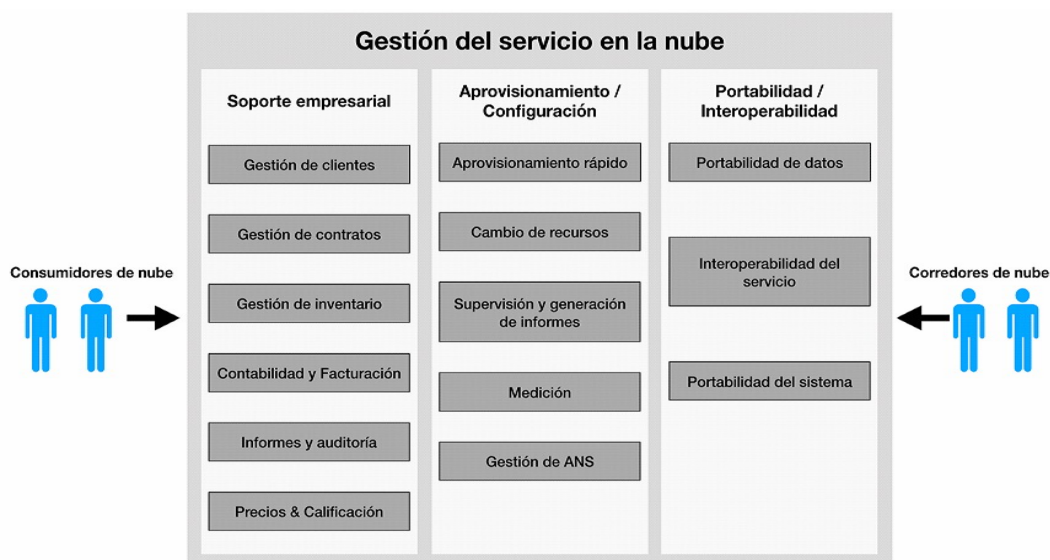 Gestión del servicio en la nube
Soporte empresarial
Gestión de clientes
Gestión de contratos
Gestión de inventario
Contabilidad y Facturación
Informes y auditoría
Precios & Calificación
Aprovisionamiento /
Configuración
Aprovisionamiento rápido
Cambio de recursos
Supervisión y generación
de informes
Medición
Gestión de ANS
Portabilidad /
Interoperabilidad
Portabilidad de datos
Interoperabilidad del
servicio
Portabilidad del sistema
Consumidores de nube
Corredores de nube